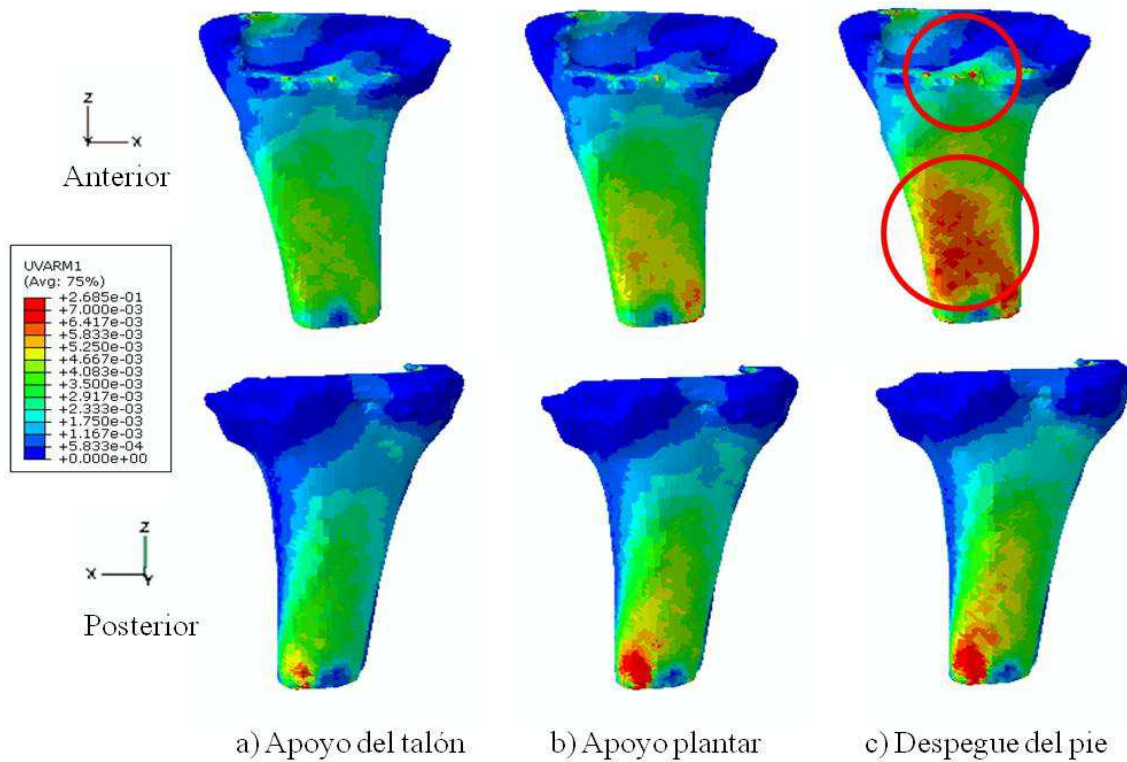 Z
Y X
Anterior
UVARM1
(Avg: 75%)
+2.685e-01
+7.000e-03
+6.417e-03
+5.833e-03
+5.250e-03
+4.667e-03
+4.083e-03
+3.500e-03
+2.917e-03
+2.333e-03
+1.750e-03
+1.167e-03
+5.833e-04
+0.000e+00
Z
X Y
Posterior
a) Apoyo del talón
b) Apoyo plantar
c) Despegue del pie